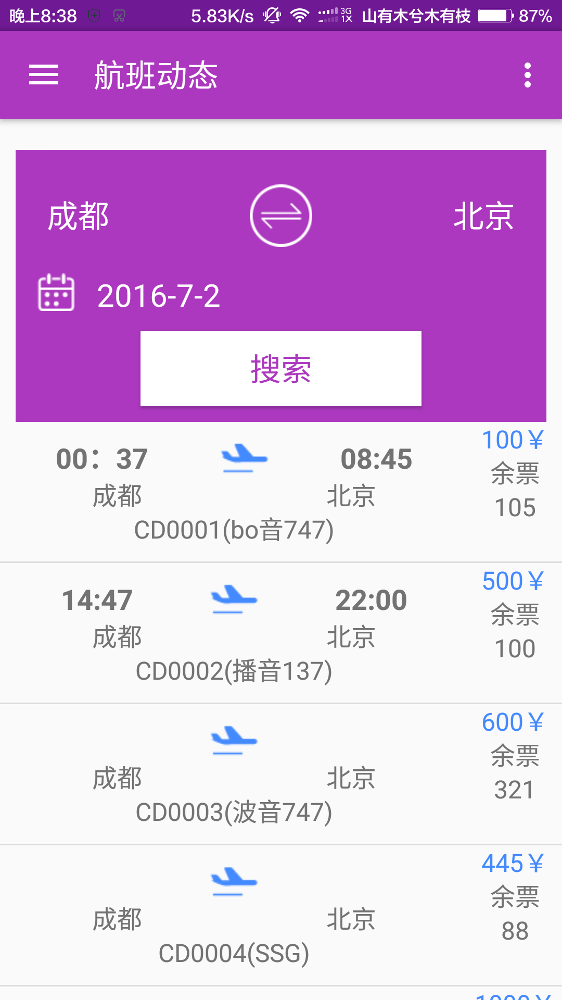 晚上8:38 5.83K/s 3G 1X 山有木兮木有枝 87%
航班动态
成都 北京
2016-7-2
搜索
00：37 08:45 100¥
成都 北京 余票
105
CD0001(bo音747)
14:47 22:00 500¥
成都 北京 余票
100
CD0002(播音137)
600¥
余票
成都 北京 321
CD0003(波音747)
445¥
余票
成都 北京 88
CD0004(SSG)